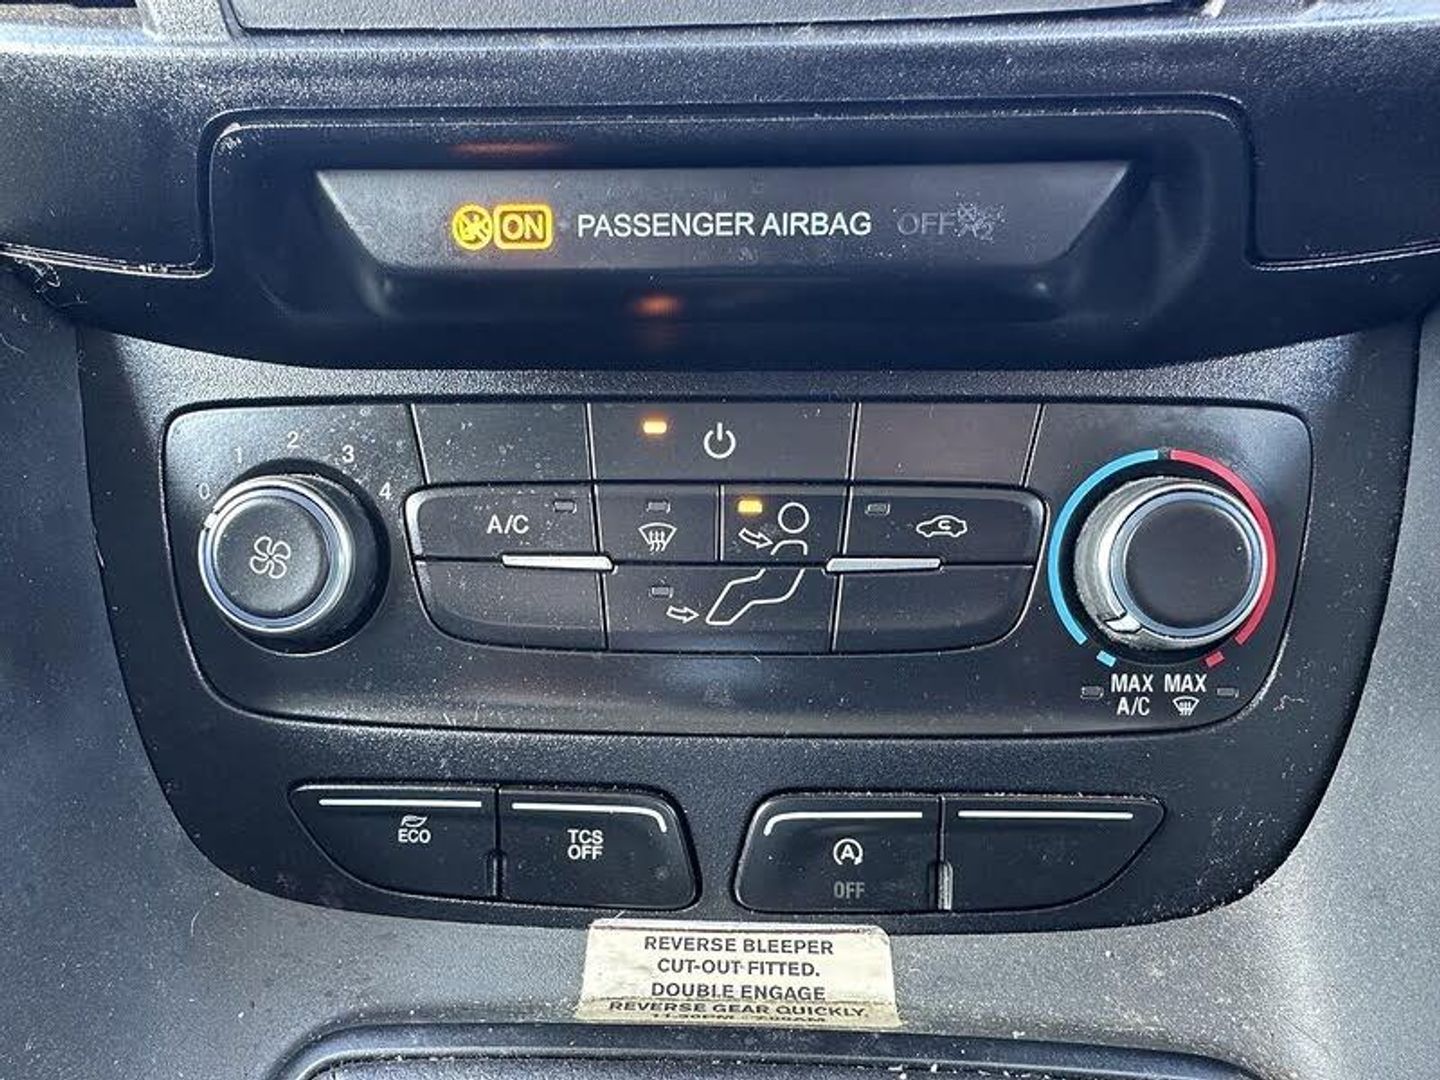 ON PASSENGER AIRBAG OFF
0 1 2 3 4
A/C
MAX MAX
A/C
ECO
TCS
OFF
A
OFF
REVERSE BLEEPER
CUT-OUT FITTED.
DOUBLE ENGAGE
REVERSE GEAR QUICKLY.